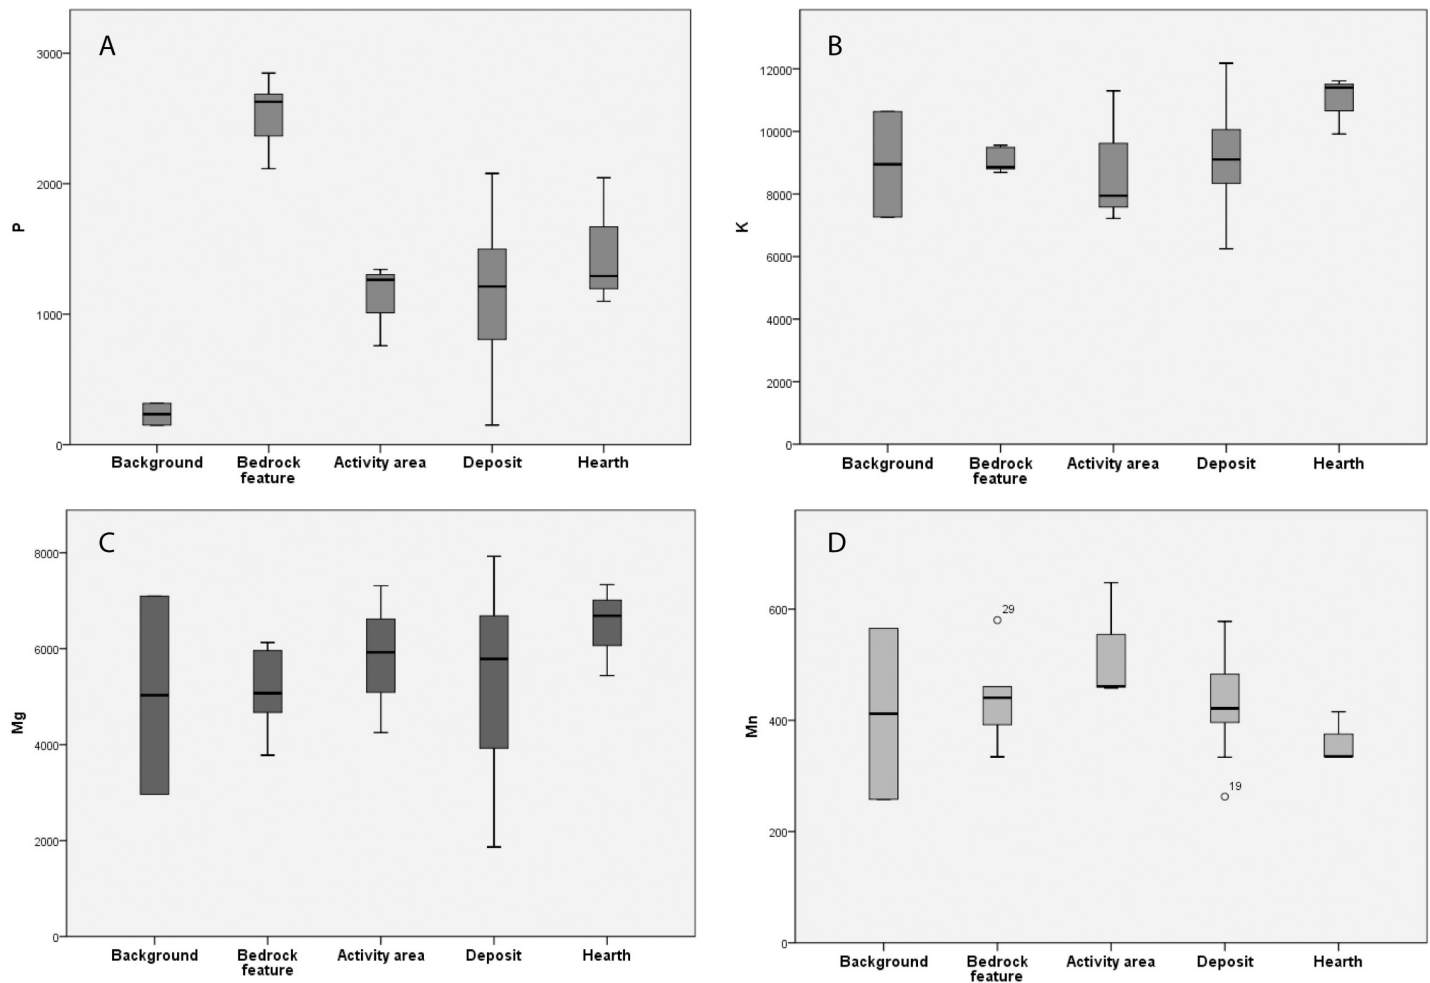 A
P
3000
2000
1000
0
Background
Bedrock
feature
Activity area
Deposit
Hearth
B
K
12000
10000
8000
6000
4000
2000
0
Background
Bedrock
feature
Activity area
Deposit
Hearth
C
Mg
8000
6000
4000
2000
0
Background
Bedrock
feature
Activity area
Deposit
Hearth
D
Mn
600
400
200
0
29
19
Background
Bedrock
feature
Activity area
Deposit
Hearth